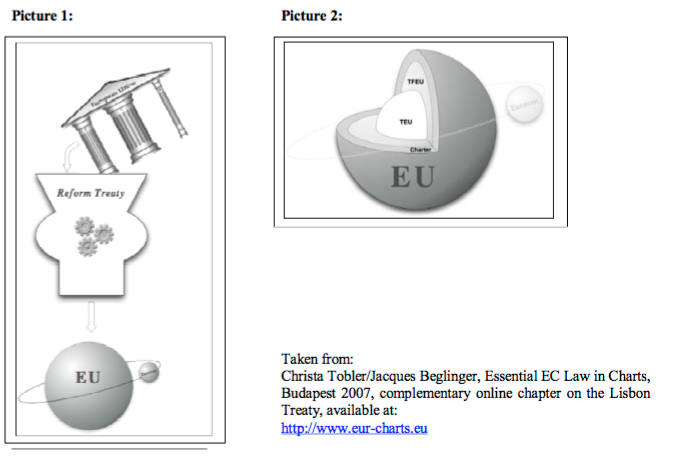 Picture 1:
Picture 2:
European Union
Reform Treaty
EU
TFEU
TEU
Charter
EU
Euratom
Taken from:
Christa Tobler/Jacques Beglinger, Essential EC Law in Charts,
Budapest 2007, complementary online chapter on the Lisbon
Treaty, available at:
http://www.eur-charts.eu